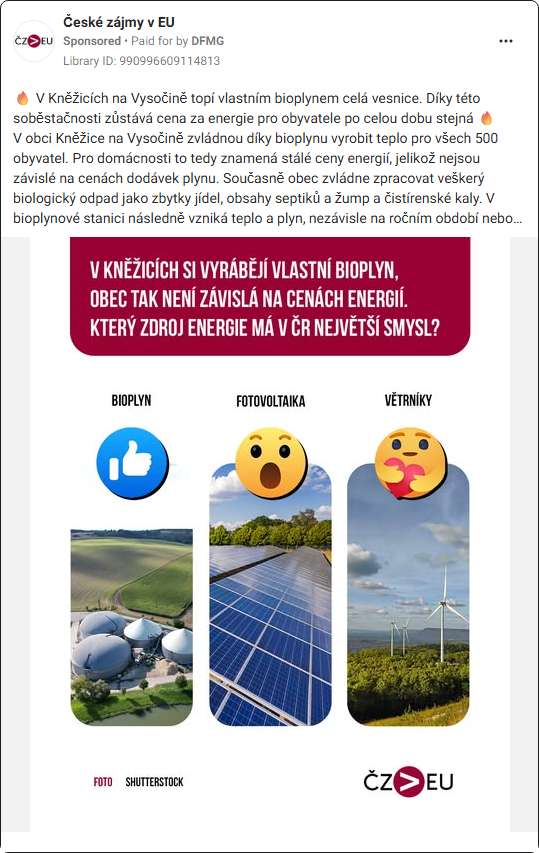 České zájmy v EU
Sponsored • Paid for by DFMG
Library ID: 990996609114813
🔥 V Kněžicích na Vysočině topí vlastním bioplynem celá vesnice. Díky této
soběstačnosti zůstává cena za energie pro obyvatele po celou dobu stejná 🔥
V obci Kněžice na Vysočině zvládnou díky bioplynu vyrobit teplo pro všech 500
obyvatel. Pro domácnosti to tedy znamená stálé ceny energií, jelikož nejsou
závislé na cenách dodávek plynu. Současně obec zvládne zpracovat veškerý
biologický odpad jako zbytky jídel, obsahy septiků a žump a čistírenské kaly. V
bioplynové stanici následně vzniká teplo a plyn, nezávisle na ročním období nebo…
V KNĚŽICÍCH SI VYRÁBĚJÍ VLASTNÍ BIOPLYN,
OBEC TAK NENÍ ZÁVISLÁ NA CENÁCH ENERGIÍ.
KTERÝ ZDROJ ENERGIE MÁ V ČR NEJVĚTŠÍ SMYSL?
BIOPLYN
FOTOVOLTAIKA
VĚTRNÍKY
FOTO SHUTTERSTOCK
ČZ>EU